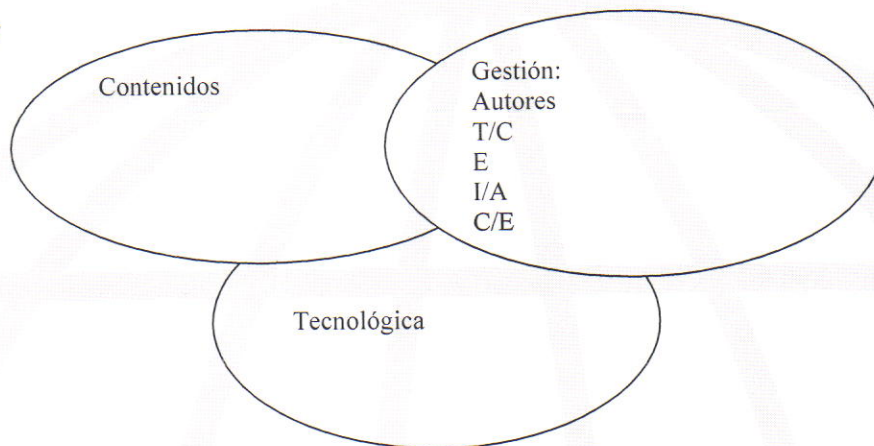 Contenidos
Gestión:
Autores
T/C
E
I/A
C/E
Tecnológica